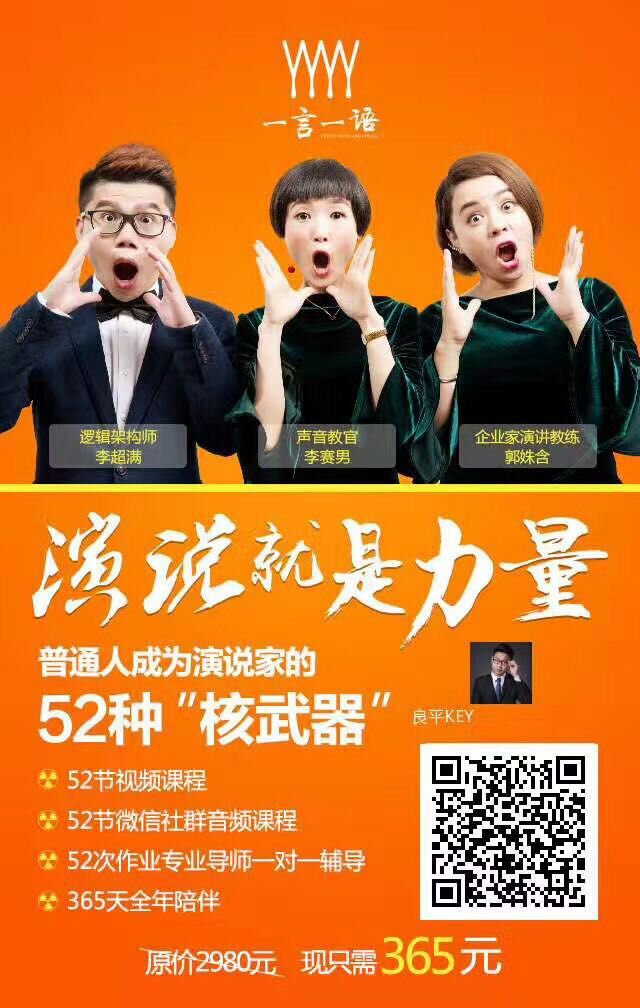 一言一语
逻辑架构师
李超满
声音教官
李赛男
企业家演讲教练
郭姝含
演说就是力量
普通人成为演说家的
52种“核武器”
良平KEY
52节视频课程
52节微信社群音频课程
52次作业专业导师一对一辅导
365天全年陪伴
原价2980元 现只需365元